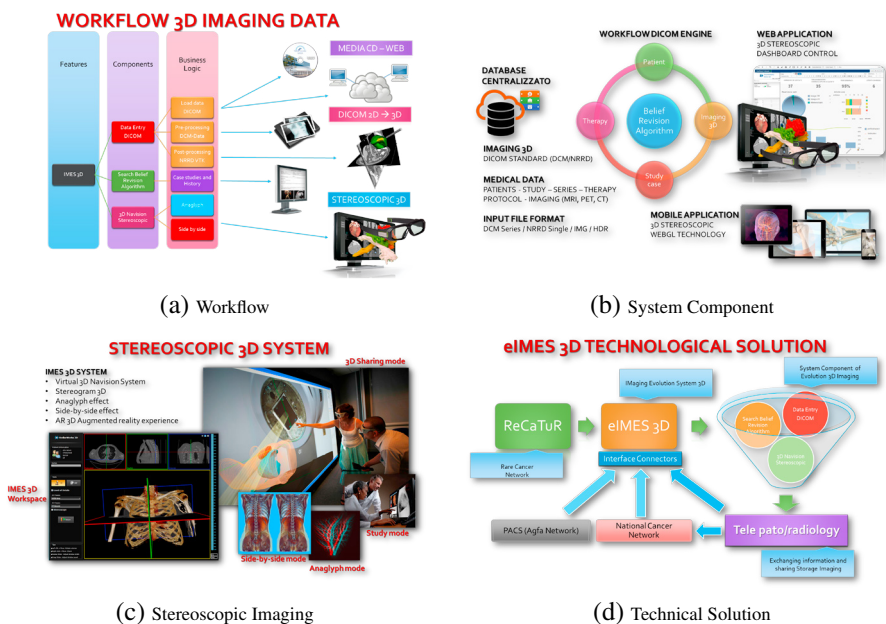 WORKFLOW 3D IMAGING DATA
Features
Components
Business
Logic
IMES 3D
Data Entry
DICOM
Search Belief
Revision
Algorithm
3D Navision
Stereoscopic
Load data
DICOM
Pre-processing
DCM-Data
Post-processing
NRRD VTK
Case studies and
History
Anaglyph
Side by side
MEDIA CD – WEB
DICOM 2D → 3D
STEREOSCOPIC 3D
(a) Workflow
WORKFLOW DICOM ENGINE
DATABASE
CENTRALIZZATO
IMAGING 3D
DICOM STANDARD (DCM/NRRD)
MEDICAL DATA
PATIENTS - STUDY – SERIES – THERAPY
PROTOCOL - IMAGING (MRI, PET, CT)
INPUT FILE FORMAT
DCM Series / NRRD Single / IMG / HDR
Patient
Therapy
Belief
Revision
Algorithm
Imaging
3D
Study
case
WEB APPLICATION
3D STEREOSCOPIC
DASHBOARD CONTROL
MOBILE APPLICATION
3D STEREOSCOPIC
WEBGL TECHNOLOGY
(b) System Component
STEREOSCOPIC 3D SYSTEM
IMES 3D SYSTEM
• Virtual 3D Navision System
• Stereogram 3D
• Anaglyph effect
• Side-by-side effect
• AR 3D Augmented reality experience
3D Sharing mode
IMES 3D
Workspace
Study mode
Side-by-side mode
Anaglyph mode
(c) Stereoscopic Imaging
eIMES 3D TECHNOLOGICAL SOLUTION
IMaging Evolution System 3D
System Component of
Evolution 3D Imaging
ReCaTuR
eIMES 3D
Interface Connectors
Rare Cancer
Network
Search Belief
Revision
Algorithm
Data Entry
DICOM
3D Navision
Stereoscopic
PACS (Agfa Network)
National Cancer
Network
Tele pato/radiology
Exchanging information and
sharing Storage Imaging
(d) Technical Solution